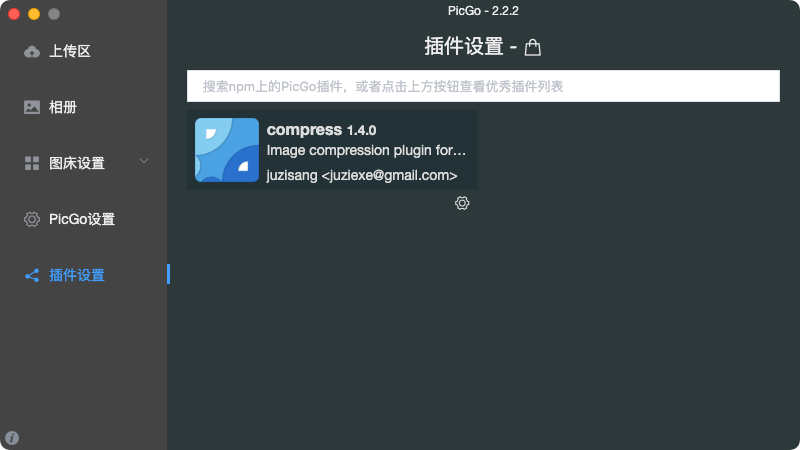 PicGo - 2.2.2
上传区
相册
图床设置
PicGo设置
插件设置
插件设置 -
搜索npm上的PicGo插件，或者点击上方按钮查看优秀插件列表
compress 1.4.0
Image compression plugin for…
juzisang <juziexe@gmail.com>